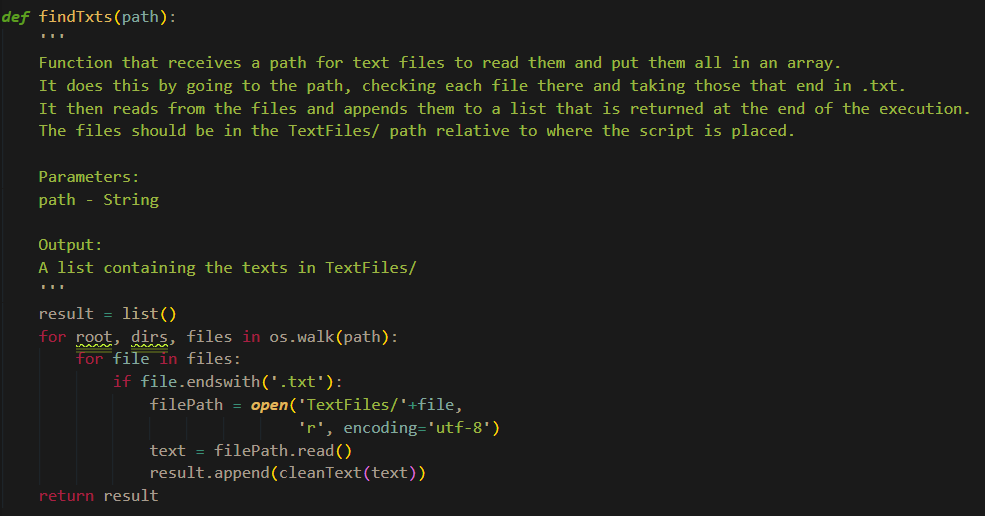 def findTxts(path):
    '''
    Function that receives a path for text files to read them and put them all in an array.
    It does this by going to the path, checking each file there and taking those that end in .txt.
    It then reads from the files and appends them to a list that is returned at the end of the execution.
    The files should be in the TextFiles/ path relative to where the script is placed.

    Parameters:
    path - String

    Output:
    A list containing the texts in TextFiles/
    '''
    result = list()
    for root, dirs, files in os.walk(path):
        for file in files:
            if file.endswith('.txt'):
                filePath = open('TextFiles/'+file,
                                'r', encoding='utf-8')
                text = filePath.read()
                result.append(cleanText(text))
    return result